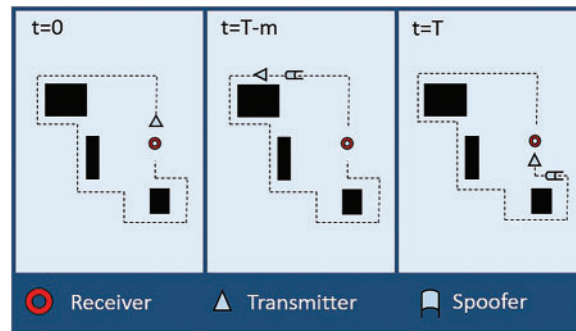 t=0
t=T-m
t=T
Receiver
Transmitter
Spoofer